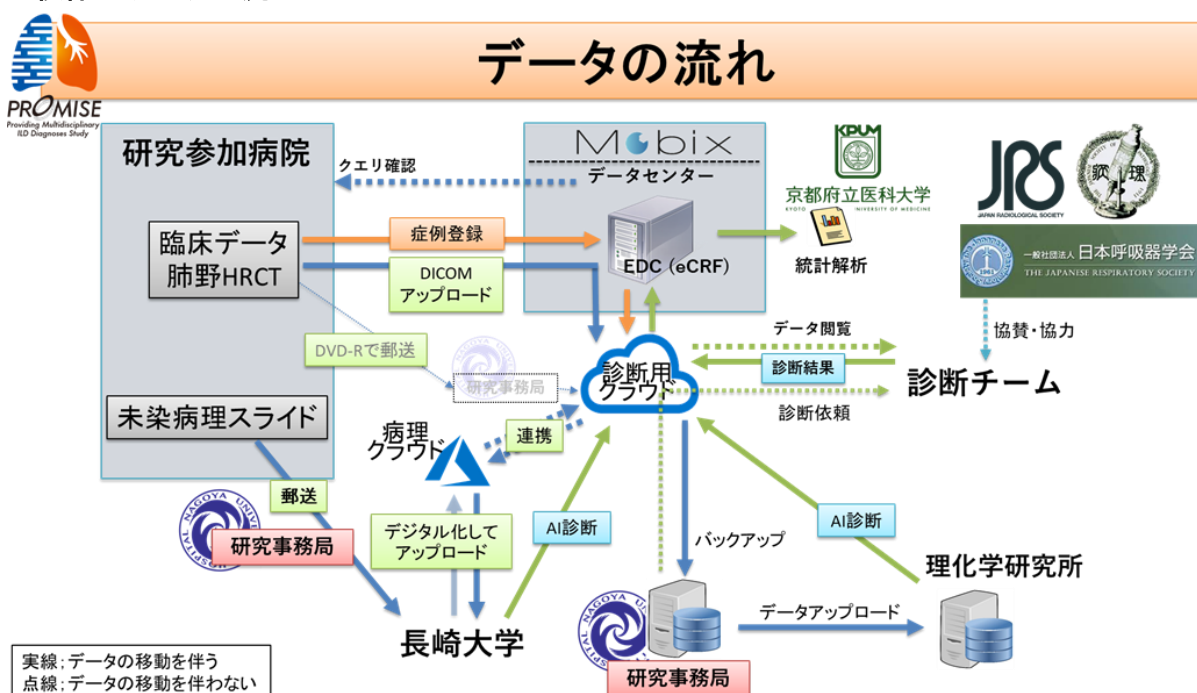 データの流れ
PROMISE
Providing Multidisciplinary
ILD Diagnoses Study
研究参加病院
クエリ確認
Mobix
データセンター
KPUM
京都府立医科大学
KYOTO UNIVERSITY OF MEDICINE
統計解析
JRS
JAPAN RADIOLOGICAL SOCIETY
病理
一般社団法人 日本呼吸器学会
THE JAPANESE RESPIRATORY SOCIETY
1961
臨床データ
肺野HRCT
症例登録
DICOM
アップロード
EDC (eCRF)
DVD-Rで郵送
研究事務局
診断用
クラウド
データ閲覧
診断結果
診断依頼
協賛・協力
診断チーム
未染病理スライド
病理
クラウド
連携
郵送
研究事務局
デジタル化して
アップロード
AI診断
バックアップ
AI診断
理化学研究所
長崎大学
データアップロード
研究事務局
実線;データの移動を伴う
点線;データの移動を伴わない